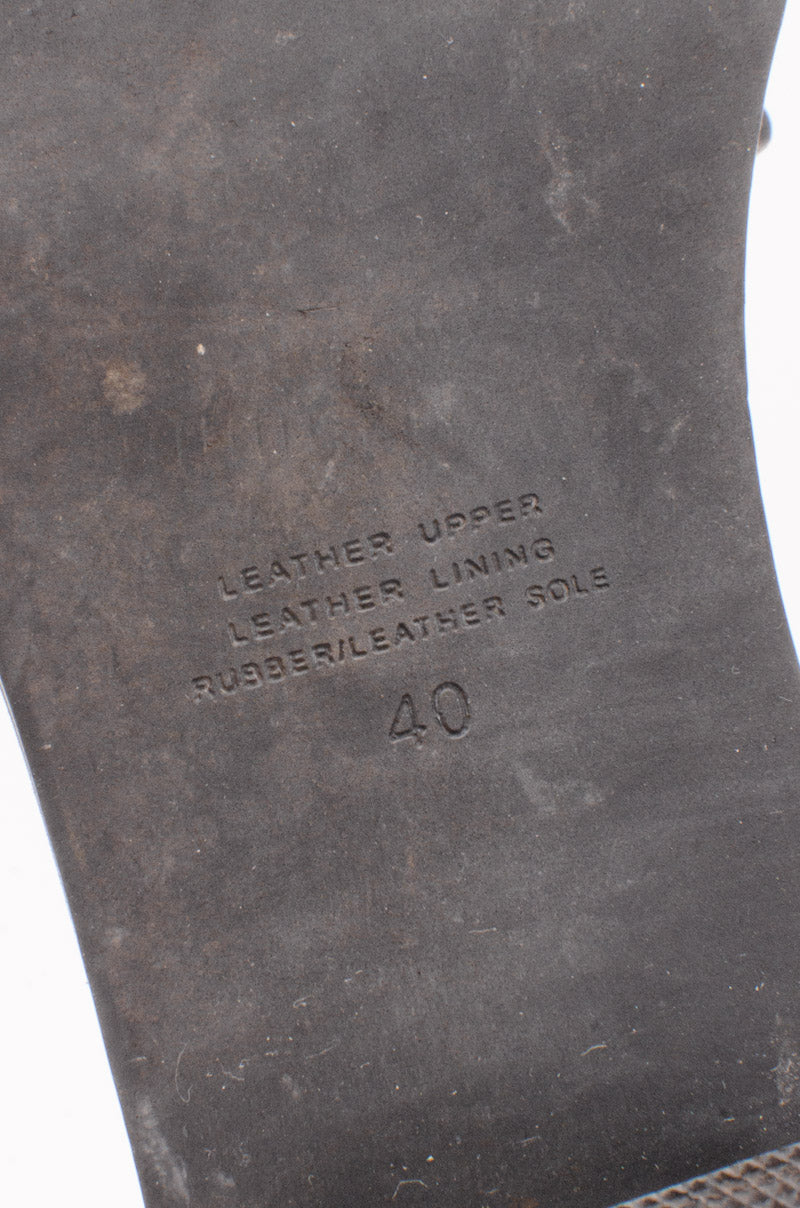 LEATHER UPPER
LEATHER LINING
RUBBER/LEATHER SOLE
40